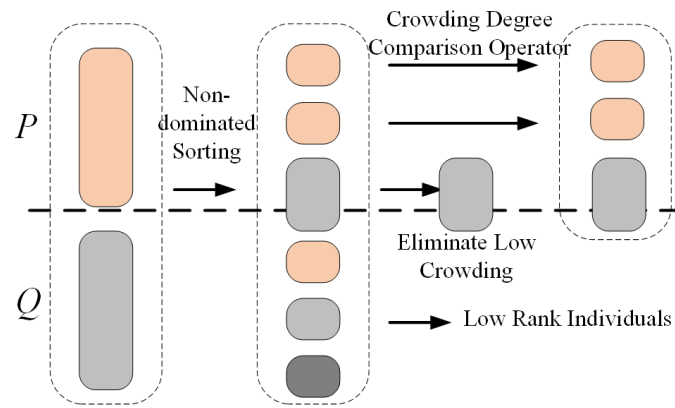 Crowding Degree
Comparison Operator
P
Non-
dominated
Sorting
Eliminate Low
Crowding
Q
Low Rank Individuals